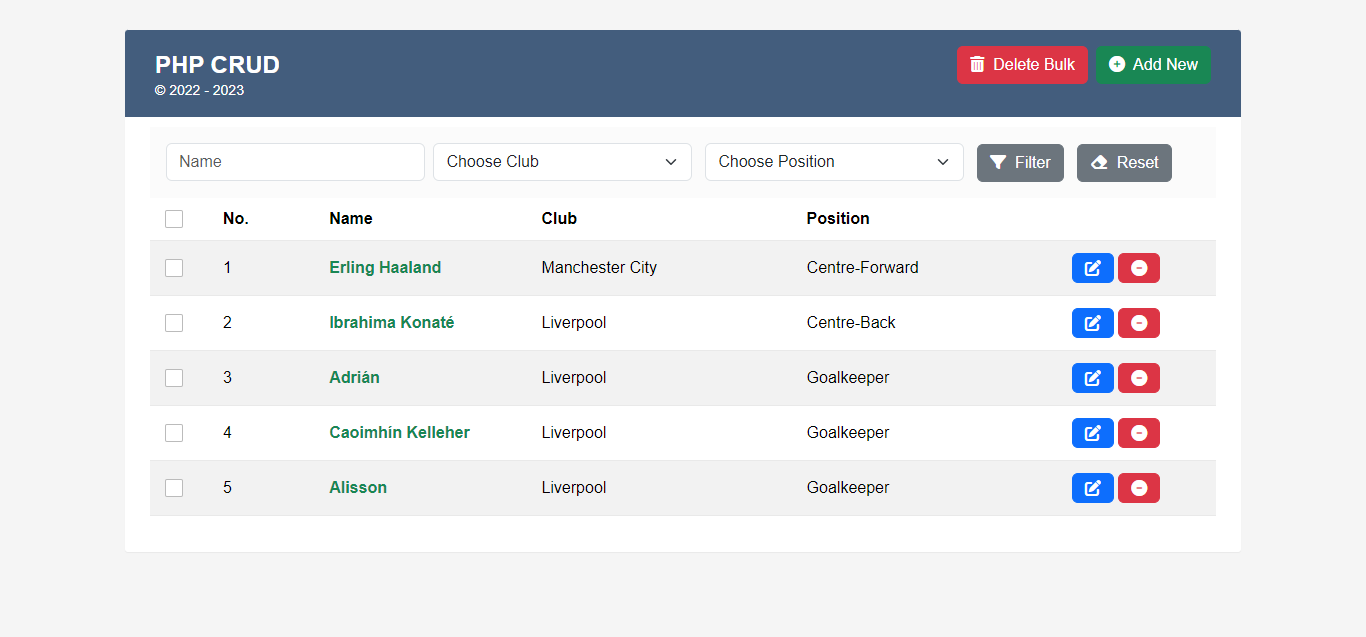 PHP CRUD
© 2022 - 2023
Delete Bulk
Add New
Name
Choose Club
Choose Position
Filter
Reset
No. Name Club Position
1 Erling Haaland Manchester City Centre-Forward
2 Ibrahima Konaté Liverpool Centre-Back
3 Adrián Liverpool Goalkeeper
4 Caoimhín Kelleher Liverpool Goalkeeper
5 Alisson Liverpool Goalkeeper